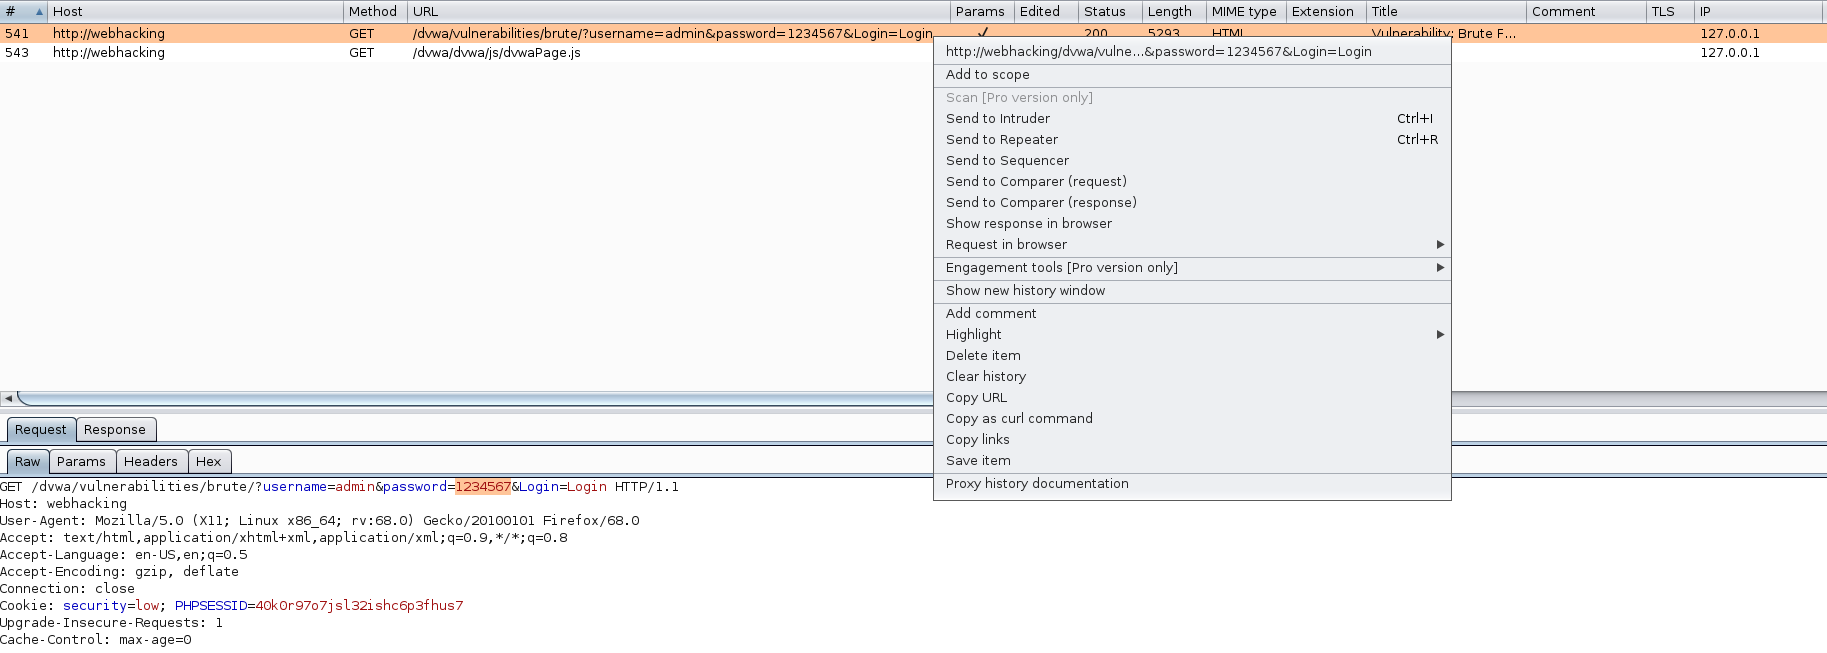 # Host Method URL Params Edited Status Length MIME type Extension Title Comment TLS IP
541 http://webhacking GET /dvwa/vulnerabilities/brute/?username=admin&password=1234567&Login=Login ✓ 200 5293 HTML Vulnerability: Brute F... 127.0.0.1
543 http://webhacking GET /dvwa/dvwa/js/dvwaPage.js 127.0.0.1
http://webhacking/dvwa/vulne...&password=1234567&Login=Login
Add to scope
Scan [Pro version only]
Send to Intruder Ctrl+I
Send to Repeater Ctrl+R
Send to Sequencer
Send to Comparer (request)
Send to Comparer (response)
Show response in browser
Request in browser
Engagement tools [Pro version only]
Show new history window
Add comment
Highlight
Delete item
Clear history
Copy URL
Copy as curl command
Copy links
Save item
Proxy history documentation
Request Response
Raw Params Headers Hex
GET /dvwa/vulnerabilities/brute/?username=admin&password=1234567&Login=Login HTTP/1.1
Host: webhacking
User-Agent: Mozilla/5.0 (X11; Linux x86_64; rv:68.0) Gecko/20100101 Firefox/68.0
Accept: text/html,application/xhtml+xml,application/xml;q=0.9,*/*;q=0.8
Accept-Language: en-US,en;q=0.5
Accept-Encoding: gzip, deflate
Connection: close
Cookie: security=low; PHPSESSID=40k0r97o7jsl32ishc6p3fhus7
Upgrade-Insecure-Requests: 1
Cache-Control: max-age=0